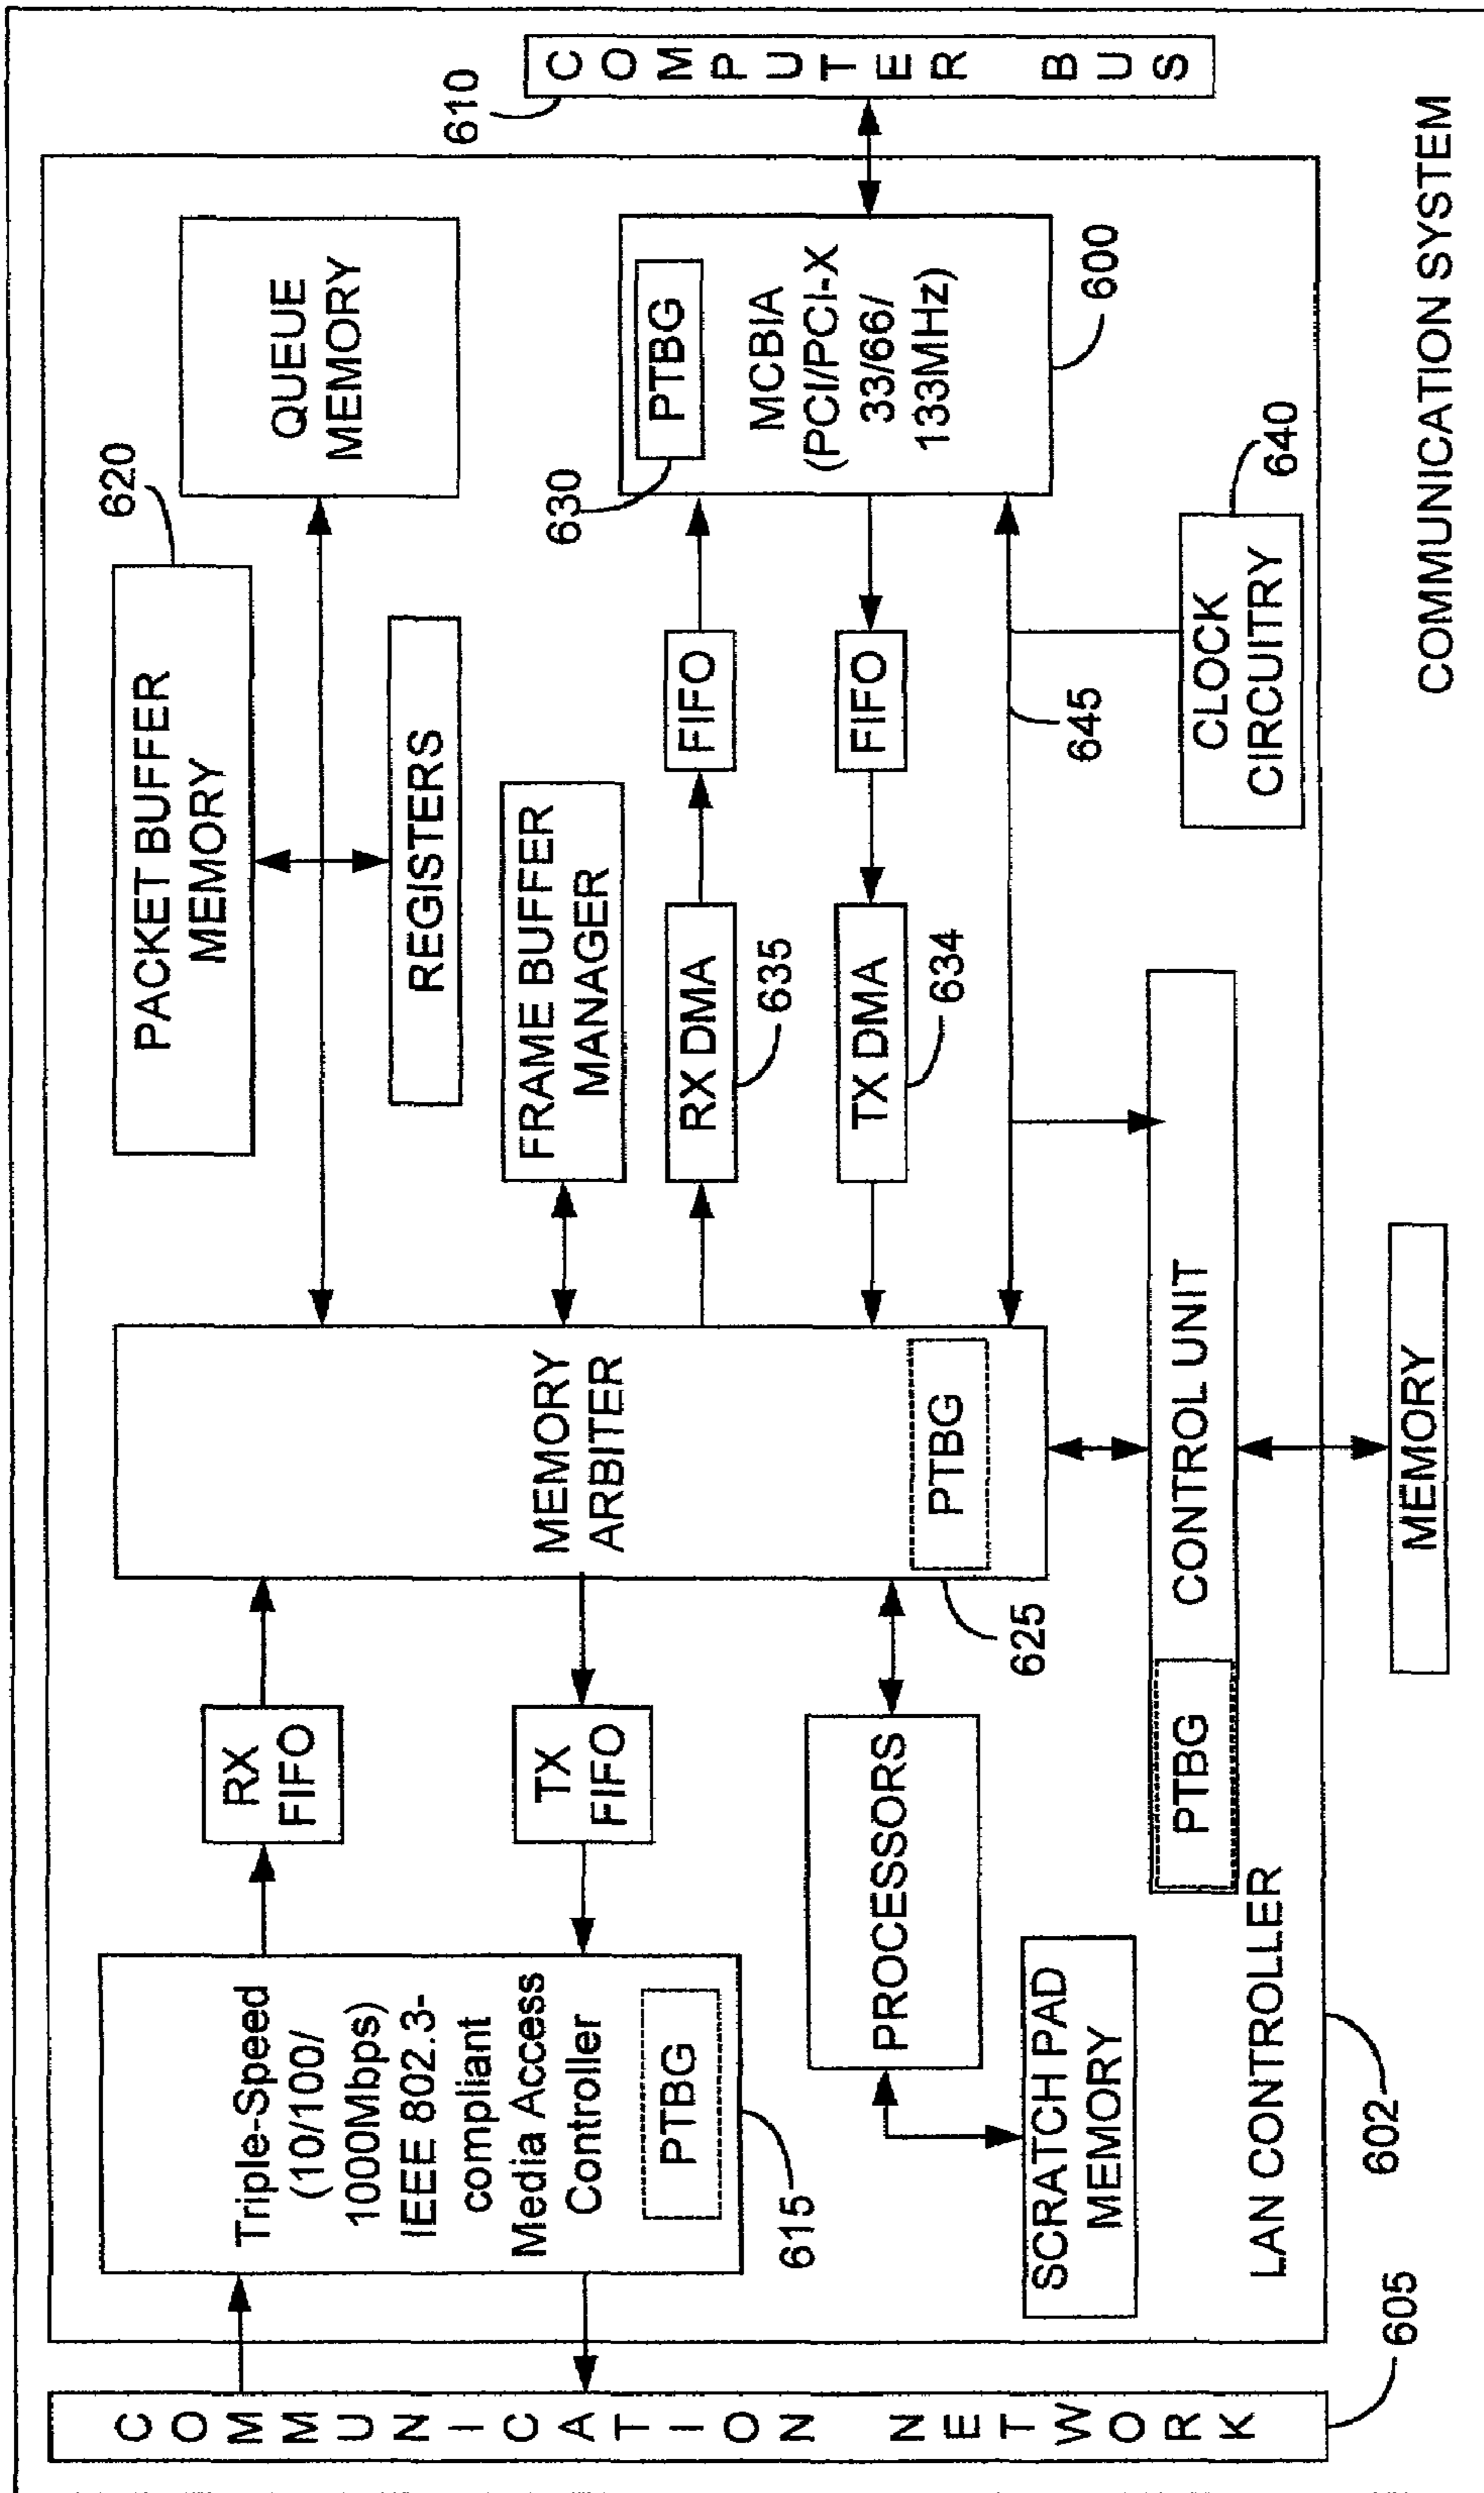 COMMUNICATION NETWORK
605
Triple-Speed
(10/100/
1000Mbps)
IEEE 802.3-
compliant
Media Access
Controller
PTBG
615
RX
FIFO
TX
FIFO
PROCESSORS
SCRATCH PAD
MEMORY
LAN CONTROLLER
602
MEMORY
ARBITER
PTBG
625
PTBG
CONTROL UNIT
MEMORY
PACKET BUFFER
MEMORY
620
REGISTERS
FRAME BUFFER
MANAGER
RX DMA
635
TX DMA
634
FIFO
FIFO
645
CLOCK
CIRCUITRY
640
QUEUE
MEMORY
630
PTBG
MCBIA
(PCI/PCI-X
33/66/
133MHz)
600
610
COMPUTER BUS
COMMUNICATION SYSTEM